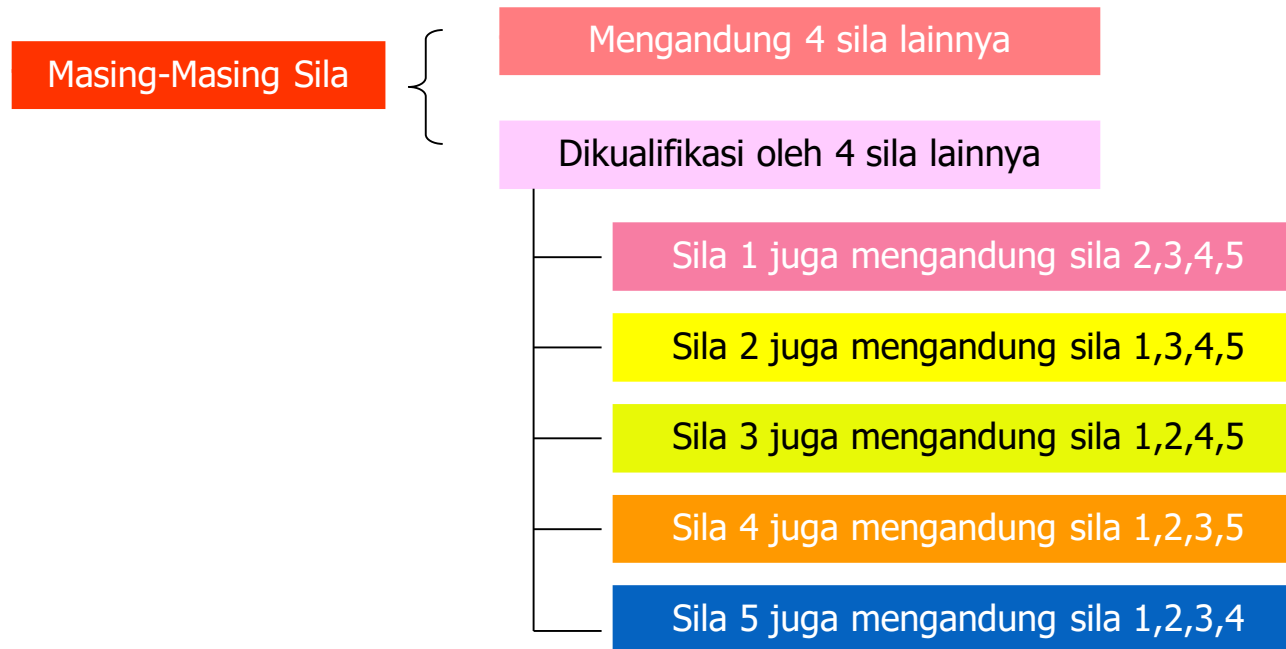 Masing-Masing Sila
Mengandung 4 sila lainnya
Dikualifikasi oleh 4 sila lainnya
Sila 1 juga mengandung sila 2,3,4,5
Sila 2 juga mengandung sila 1,3,4,5
Sila 3 juga mengandung sila 1,2,4,5
Sila 4 juga mengandung sila 1,2,3,5
Sila 5 juga mengandung sila 1,2,3,4